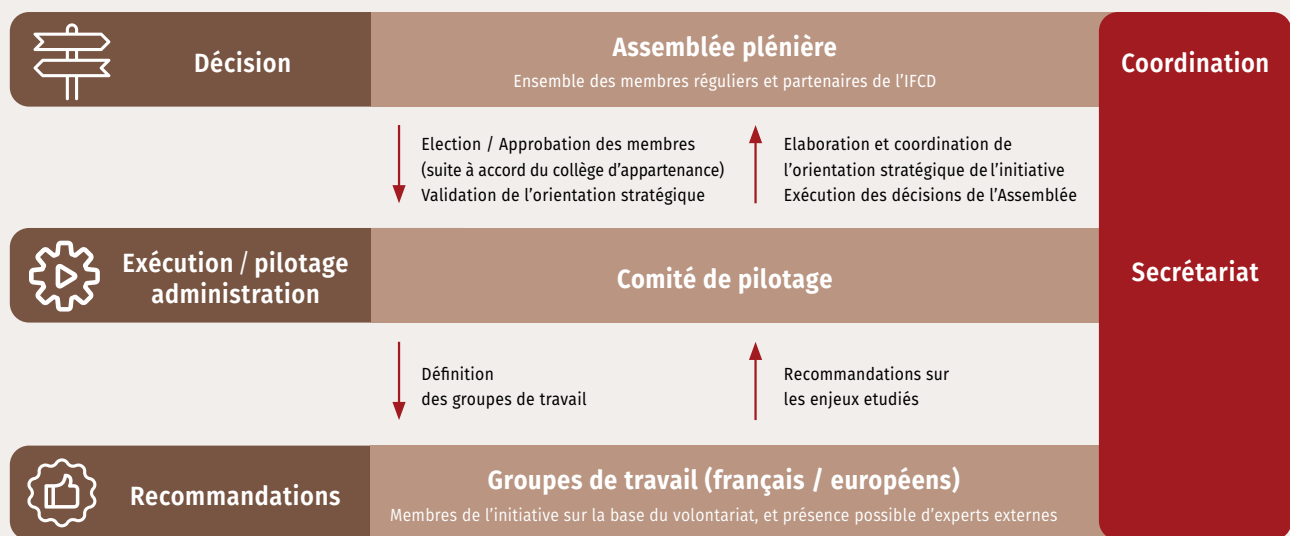 Décision
Assemblée plénière
Ensemble des membres réguliers et partenaires de l'IFCD
Coordination
Election / Approbation des membres
(suite à accord du collège d'appartenance)
Validation de l'orientation stratégique
Elaboration et coordination de
l'orientation stratégique de l'initiative
Exécution des décisions de l'Assemblée
Exécution / pilotage
administration
Comité de pilotage
Secrétariat
Définition
des groupes de travail
Recommandations sur
les enjeux etudiés
Recommandations
Groupes de travail (français / européens)
Membres de l'initiative sur la base du volontariat, et présence possible d'experts externes